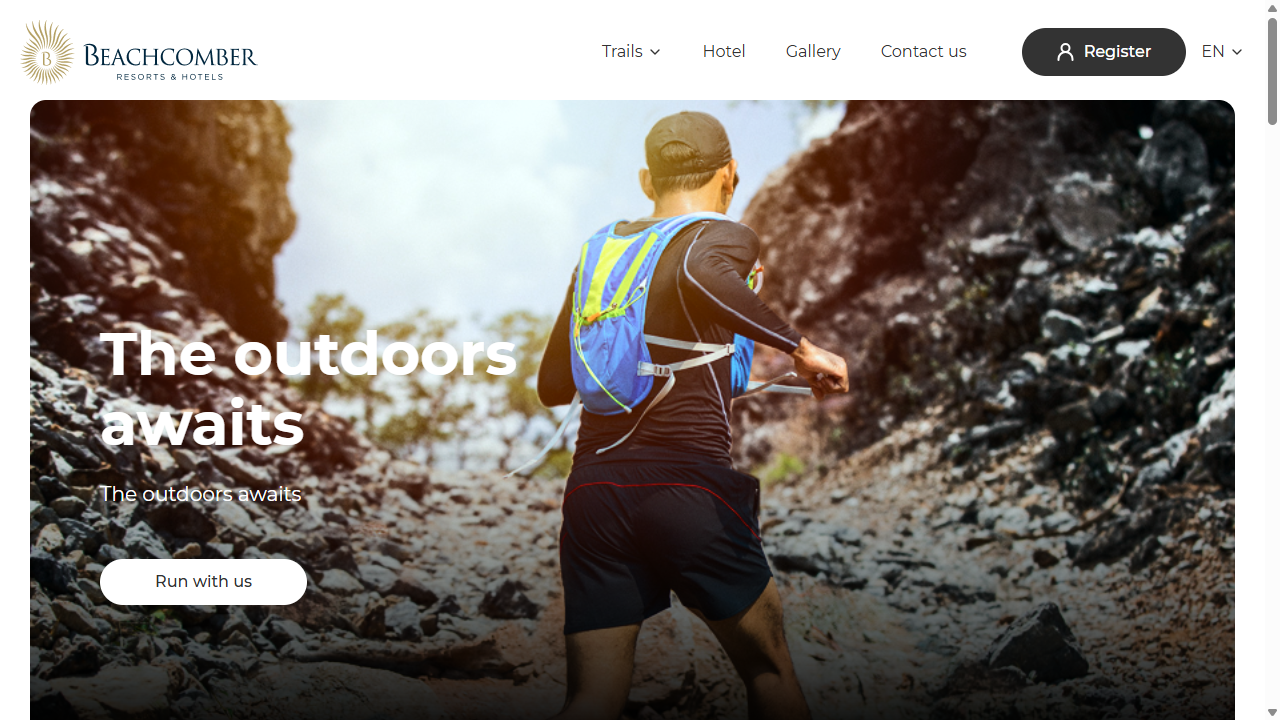 B
BEACHCOMBER
RESORTS & HOTELS
Trails
Hotel
Gallery
Contact us
Register
EN
The outdoors
awaits
The outdoors awaits
Run with us